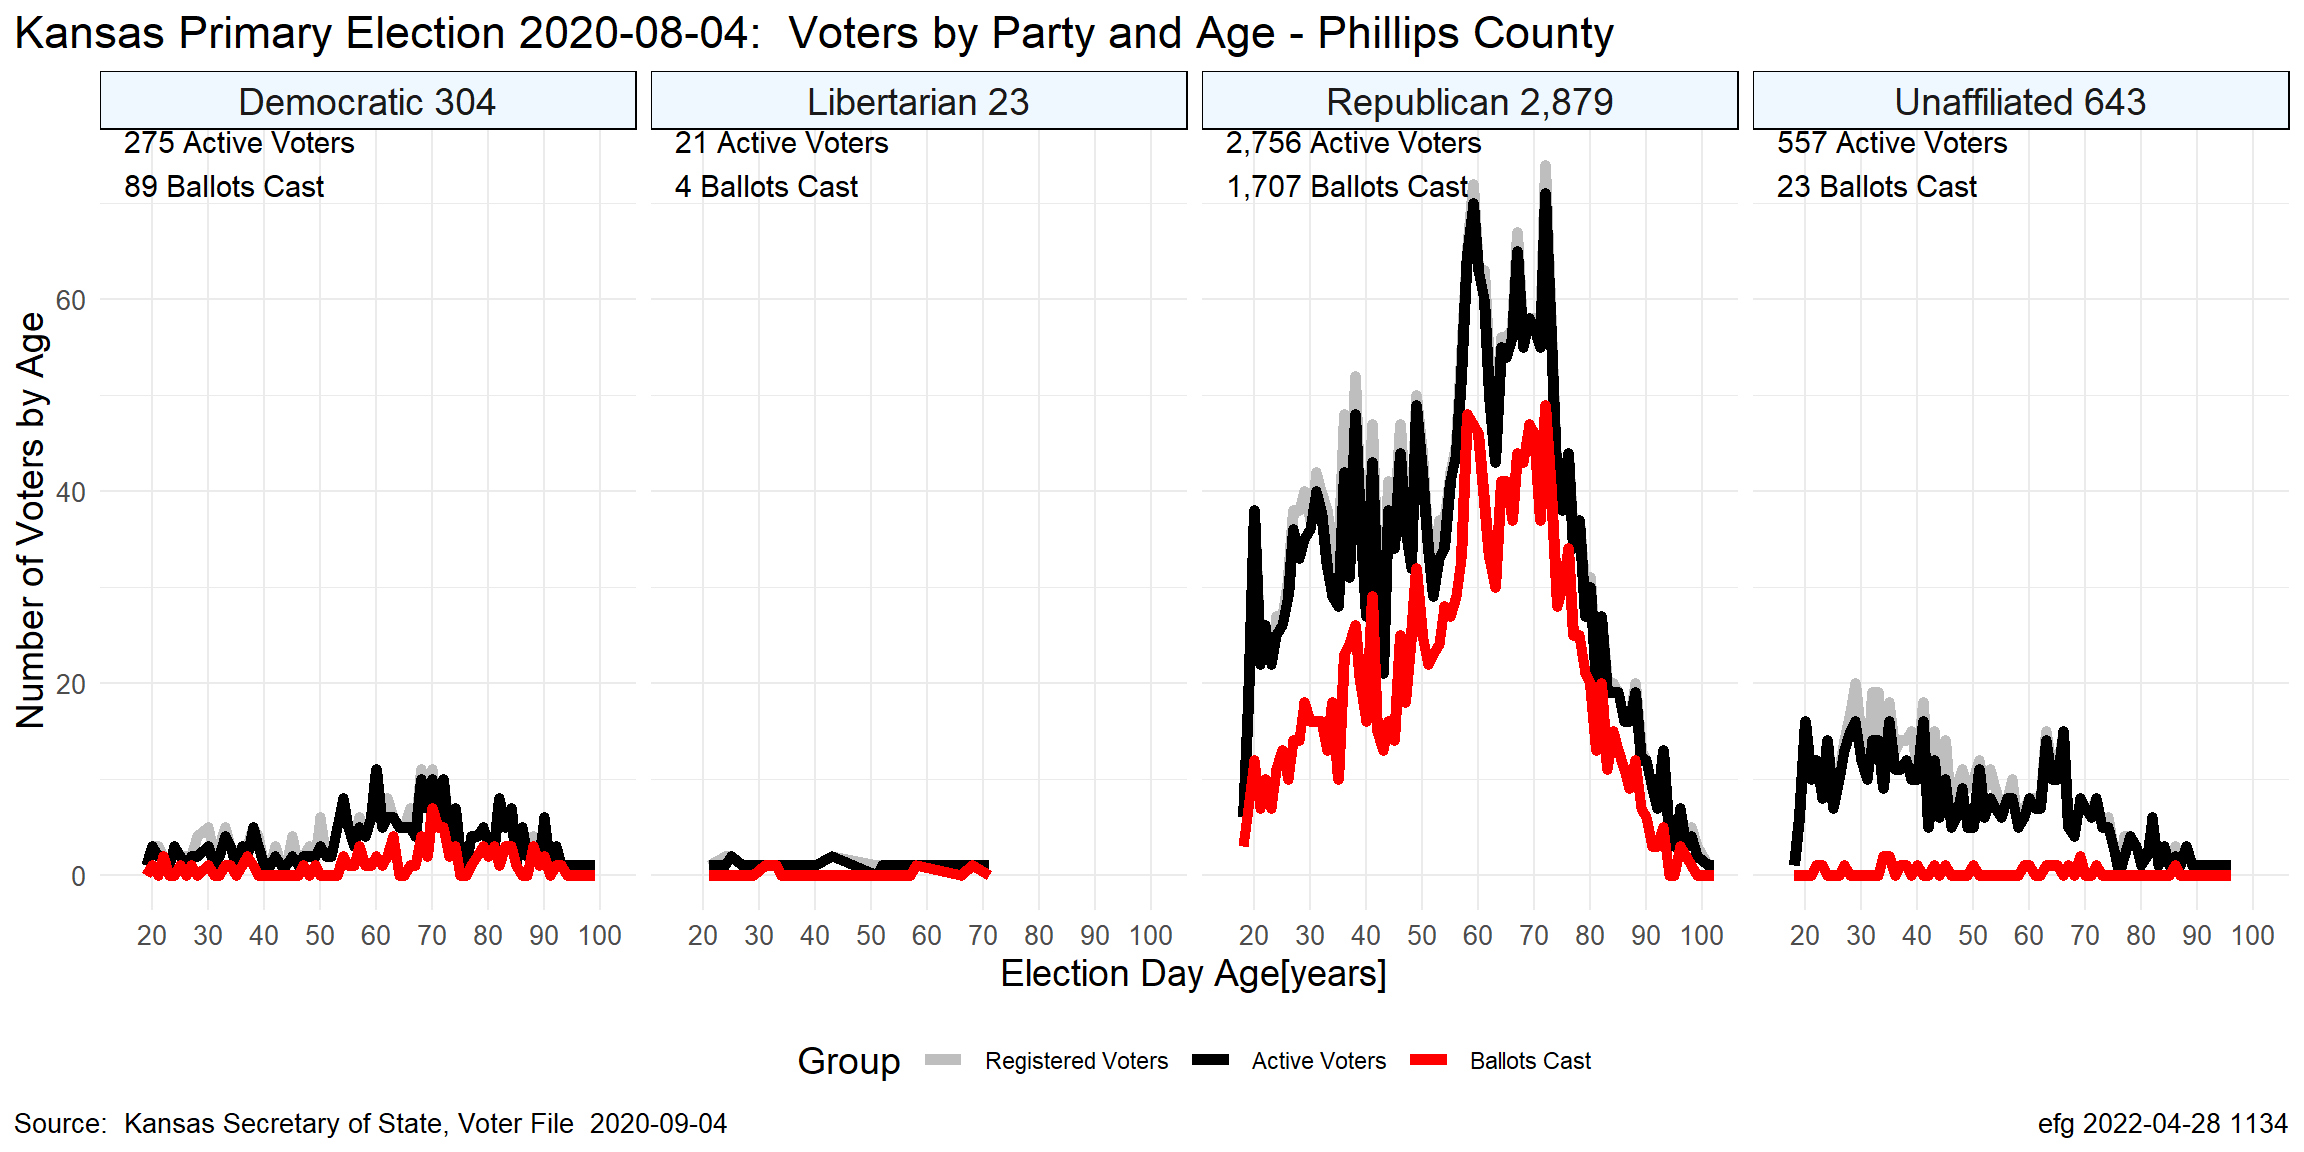 Kansas Primary Election 2020-08-04:  Voters by Party and Age - Phillips County
Democratic 304
Libertarian 23
Republican 2,879
Unaffiliated 643
275 Active Voters
89 Ballots Cast
21 Active Voters
4 Ballots Cast
2,756 Active Voters
1,707 Ballots Cast
557 Active Voters
23 Ballots Cast
Number of Voters by Age
60
40
20
0
20 30 40 50 60 70 80 90 100
20 30 40 50 60 70 80 90 100
20 30 40 50 60 70 80 90 100
20 30 40 50 60 70 80 90 100
Election Day Age[years]
Group Registered Voters Active Voters Ballots Cast
Source:  Kansas Secretary of State, Voter File  2020-09-04
efg 2022-04-28 1134